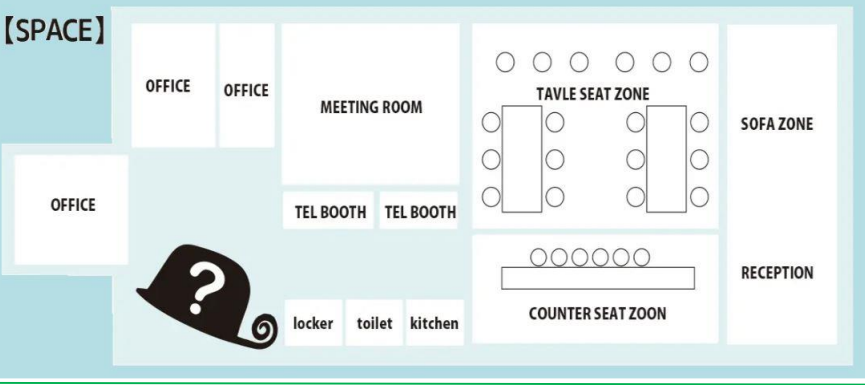 【SPACE】
OFFICE
OFFICE
MEETING ROOM
TAVLE SEAT ZONE
SOFA ZONE
OFFICE
TEL BOOTH
TEL BOOTH
?
RECEPTION
locker
toilet
kitchen
COUNTER SEAT ZOON